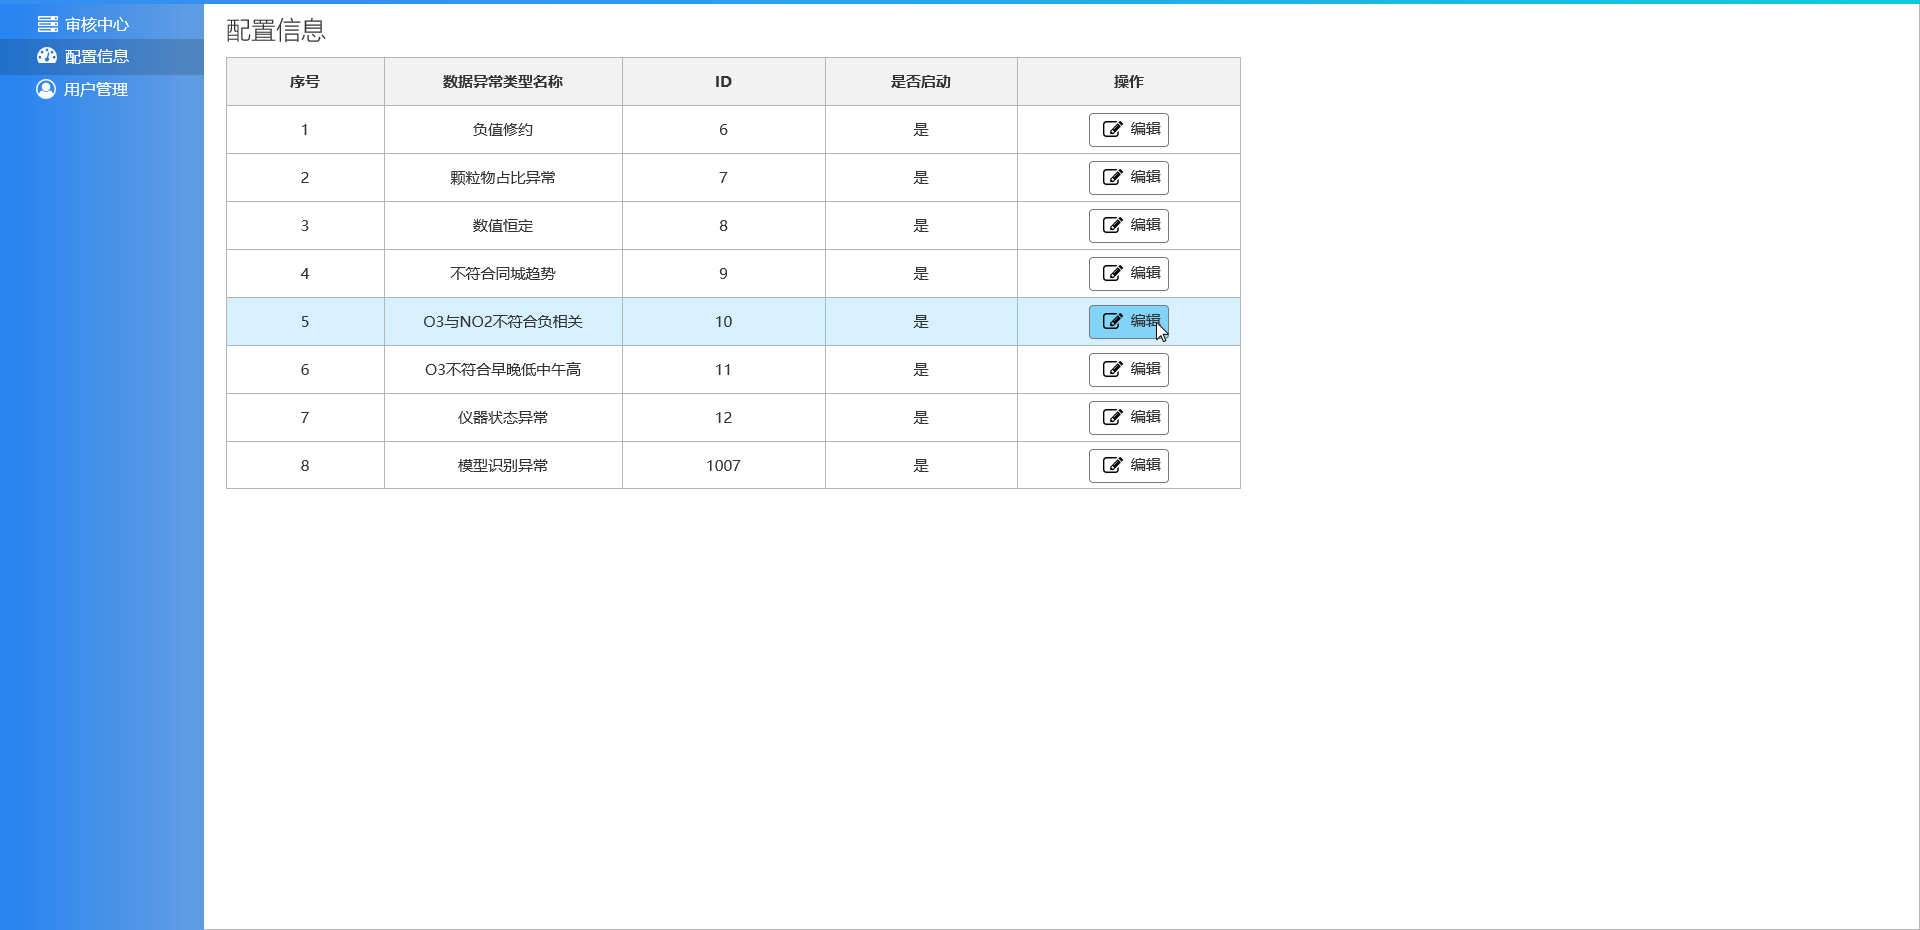 审核中心
配置信息
用户管理
配置信息
序号 数据异常类型名称 ID 是否启动 操作
1 负值修约 6 是 编辑
2 颗粒物占比异常 7 是 编辑
3 数值恒定 8 是 编辑
4 不符合同城趋势 9 是 编辑
5 O3与NO2不符合负相关 10 是 编辑
6 O3不符合早晚低中午高 11 是 编辑
7 仪器状态异常 12 是 编辑
8 模型识别异常 1007 是 编辑